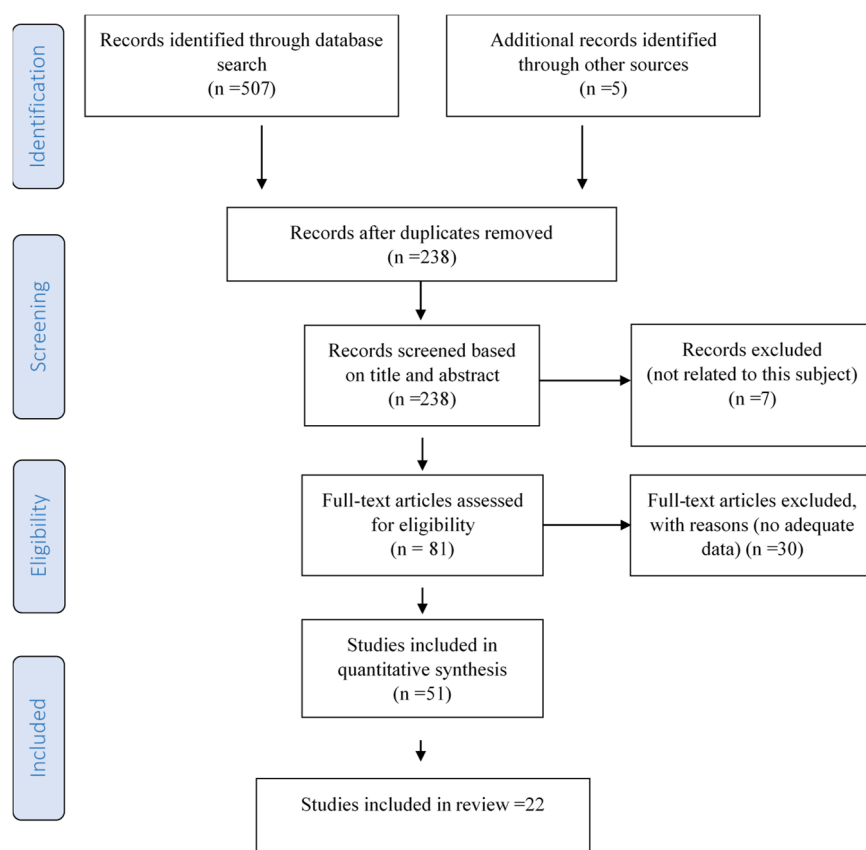 Identification
Records identified through database
search
(n =507)
Additional records identified
through other sources
(n =5)
Screening
Records after duplicates removed
(n =238)
Records screened based
on title and abstract
(n =238)
Records excluded
(not related to this subject)
(n =7)
Eligibility
Full-text articles assessed
for eligibility
(n = 81)
Full-text articles excluded,
with reasons (no adequate
data) (n =30)
Included
Studies included in
quantitative synthesis
(n =51)
Studies included in review =22